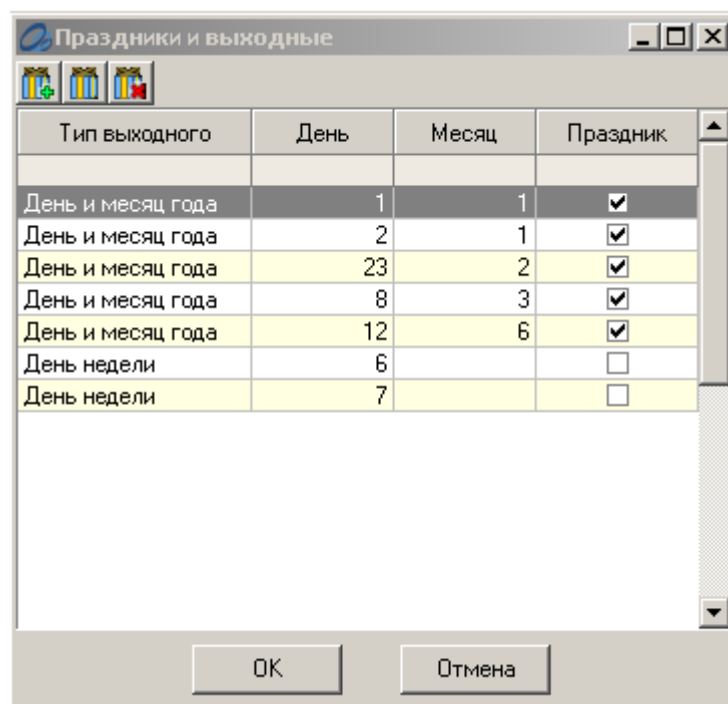 Праздники и выходные
Тип выходного День Месяц Праздник
День и месяц года 1 1
День и месяц года 2 1
День и месяц года 23 2
День и месяц года 8 3
День и месяц года 12 6
День недели 6
День недели 7
OK Отмена